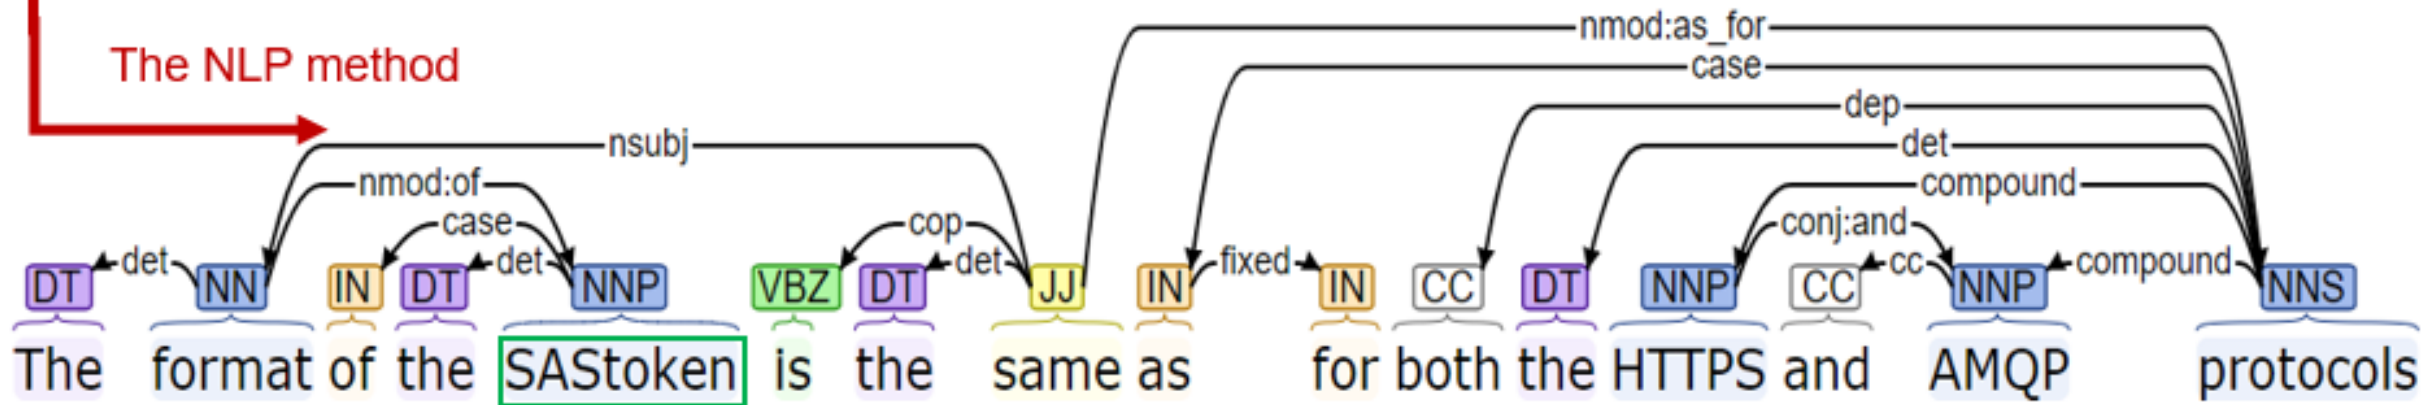 nmod:as_for
The NLP method
case
dep
nsubj
det
nmod:of
compound
case
cop
conj:and
det
det
det
fixed
cc
compound
DT NN IN DT NNP VBZ DT JJ IN IN CC DT NNP CC NNP NNS
The format of the SAStoken is the same as for both the HTTPS and AMQP protocols